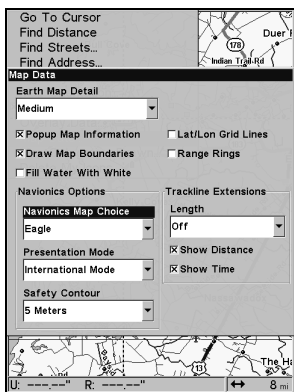 Go To Cursor
Find Distance
Find Streets...
Find Address...
178
Duer
Indian Trail Rd
Map Data
Earth Map Detail
Medium
Popup Map Information
Lat/Lon Grid Lines
Draw Map Boundaries
Range Rings
Fill Water With White
Navionics Options
Trackline Extensions
Navionics Map Choice
Length
Eagle
Off
Presentation Mode
Show Distance
International Mode
Show Time
Safety Contour
5 Meters
13
The Ha
U: ---.--" R: ---.--" 8 mi